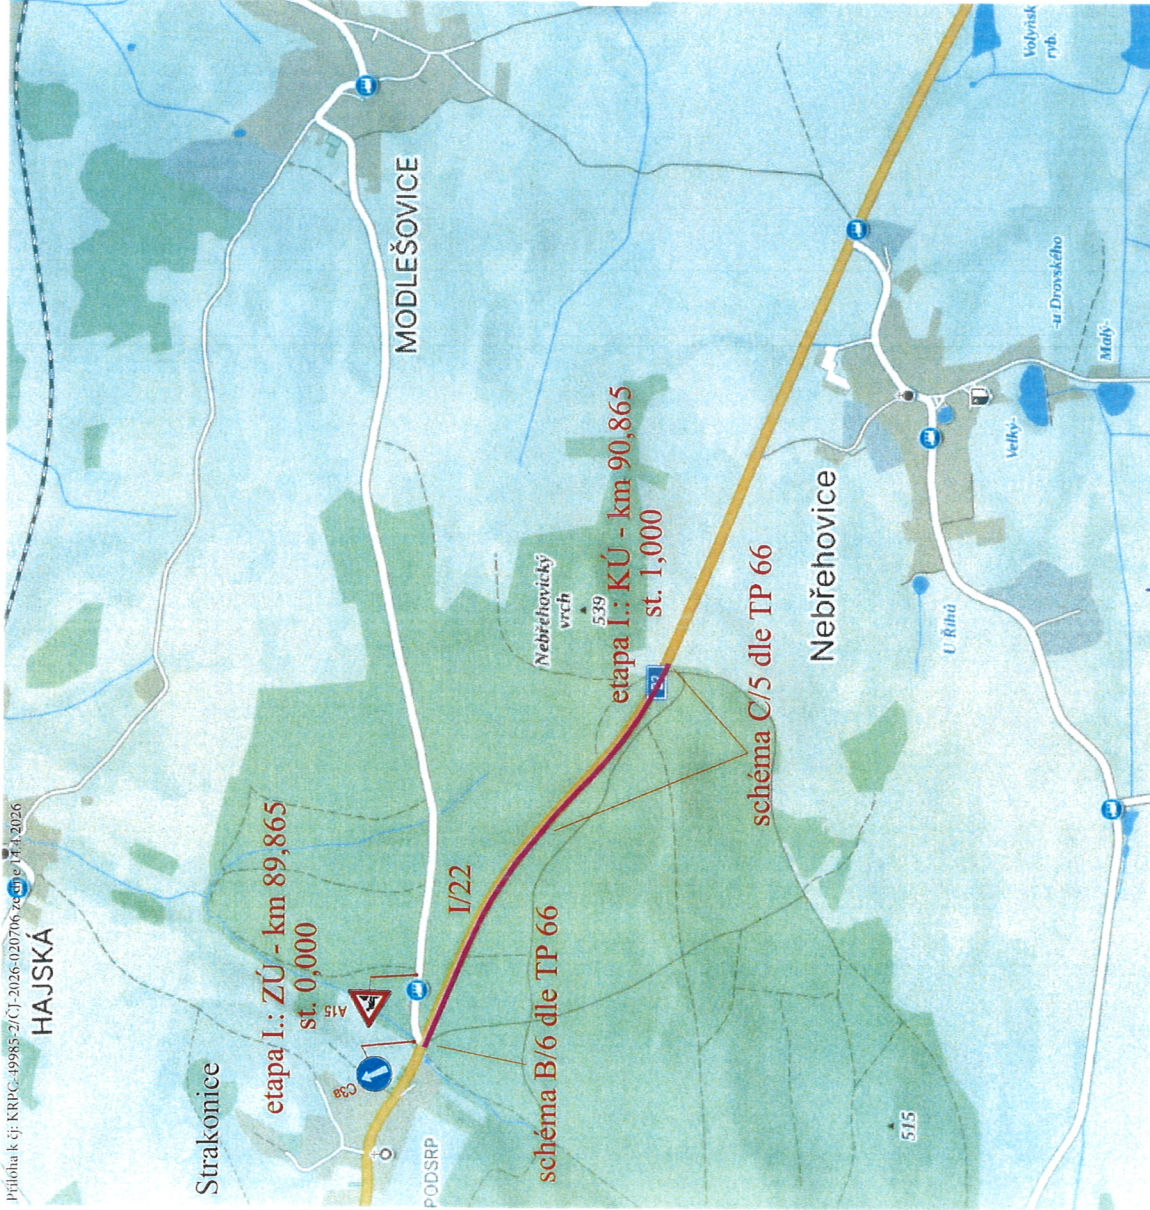 Příloha k čj: KRPC-49985-2/ČJ-2026-020706 ze dne 14.4.2026
HAJSKÁ
Strakonice
etapa I.: ZÚ - km 89,865
st. 0,000
A15
C3a
PODSRP
I/22
schéma B/6 dle TP 66
MODLEŠOVICE
Nebřehovický
vrch
539
etapa I.: KÚ - km 90,865
st. 1,000
schéma C/5 dle TP 66
Nebřehovice
U Řihů
Velký-
Malý-
-u Drovského
Volyňsk
ryb.
515